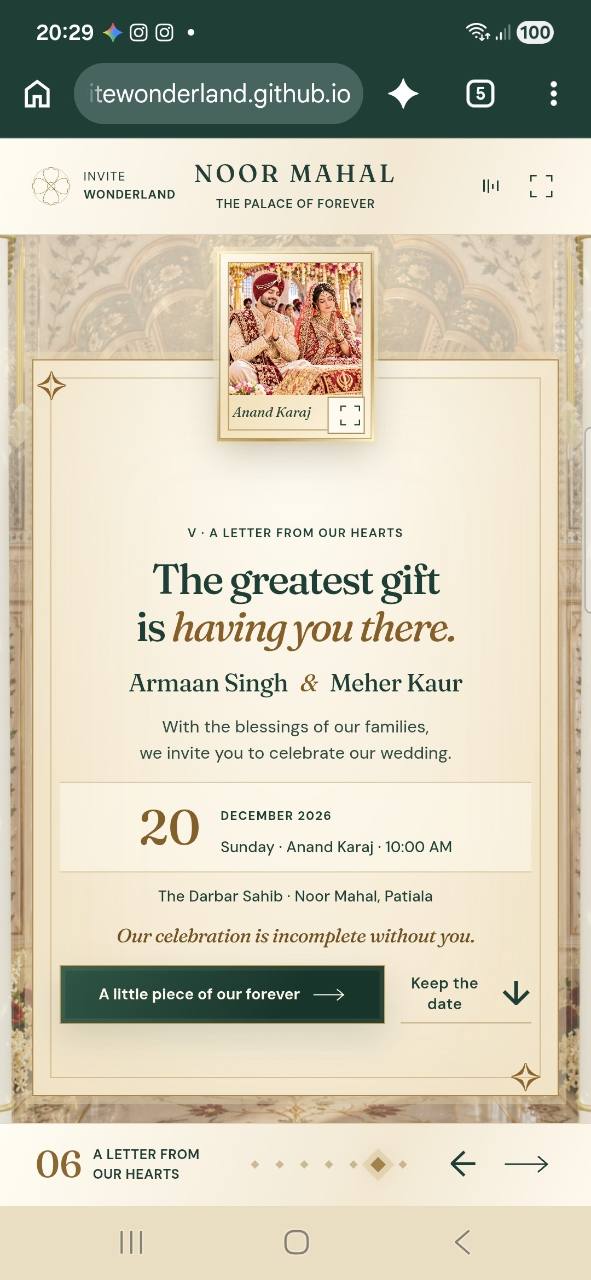 20:29
100
itewonderland.github.io
5
INVITE
WONDERLAND
NOOR MAHAL
THE PALACE OF FOREVER
Anand Karaj
V · A LETTER FROM OUR HEARTS
The greatest gift
is having you there.
Armaan Singh & Meher Kaur
With the blessings of our families,
we invite you to celebrate our wedding.
20
DECEMBER 2026
Sunday · Anand Karaj · 10:00 AM
The Darbar Sahib · Noor Mahal, Patiala
Our celebration is incomplete without you.
A little piece of our forever
Keep the
date
06
A LETTER FROM
OUR HEARTS